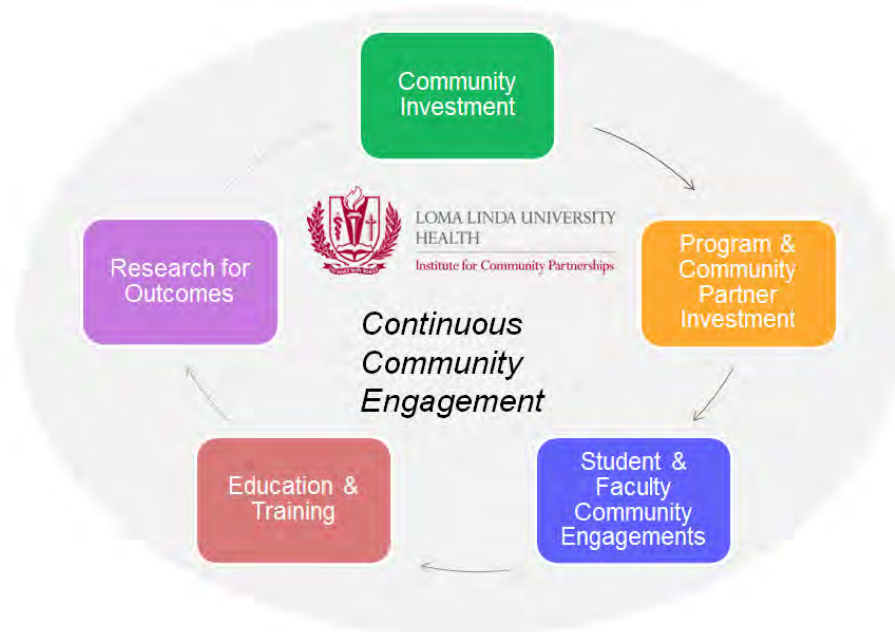 Community
Investment
LOMA LINDA UNIVERSITY
HEALTH
Institute for Community Partnerships
Program &
Community
Partner
Investment
Research for
Outcomes
Continuous
Community
Engagement
Student &
Faculty
Community
Engagements
Education &
Training